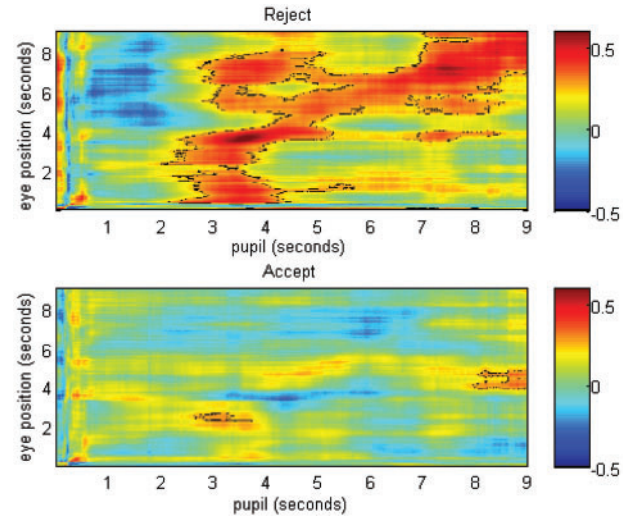 Reject
eye position (seconds)
8
6
4
2
1 2 3 4 5 6 7 8 9
pupil (seconds)
0.5
0
-0.5
Accept
eye position (seconds)
8
6
4
2
1 2 3 4 5 6 7 8 9
pupil (seconds)
0.5
0
-0.5